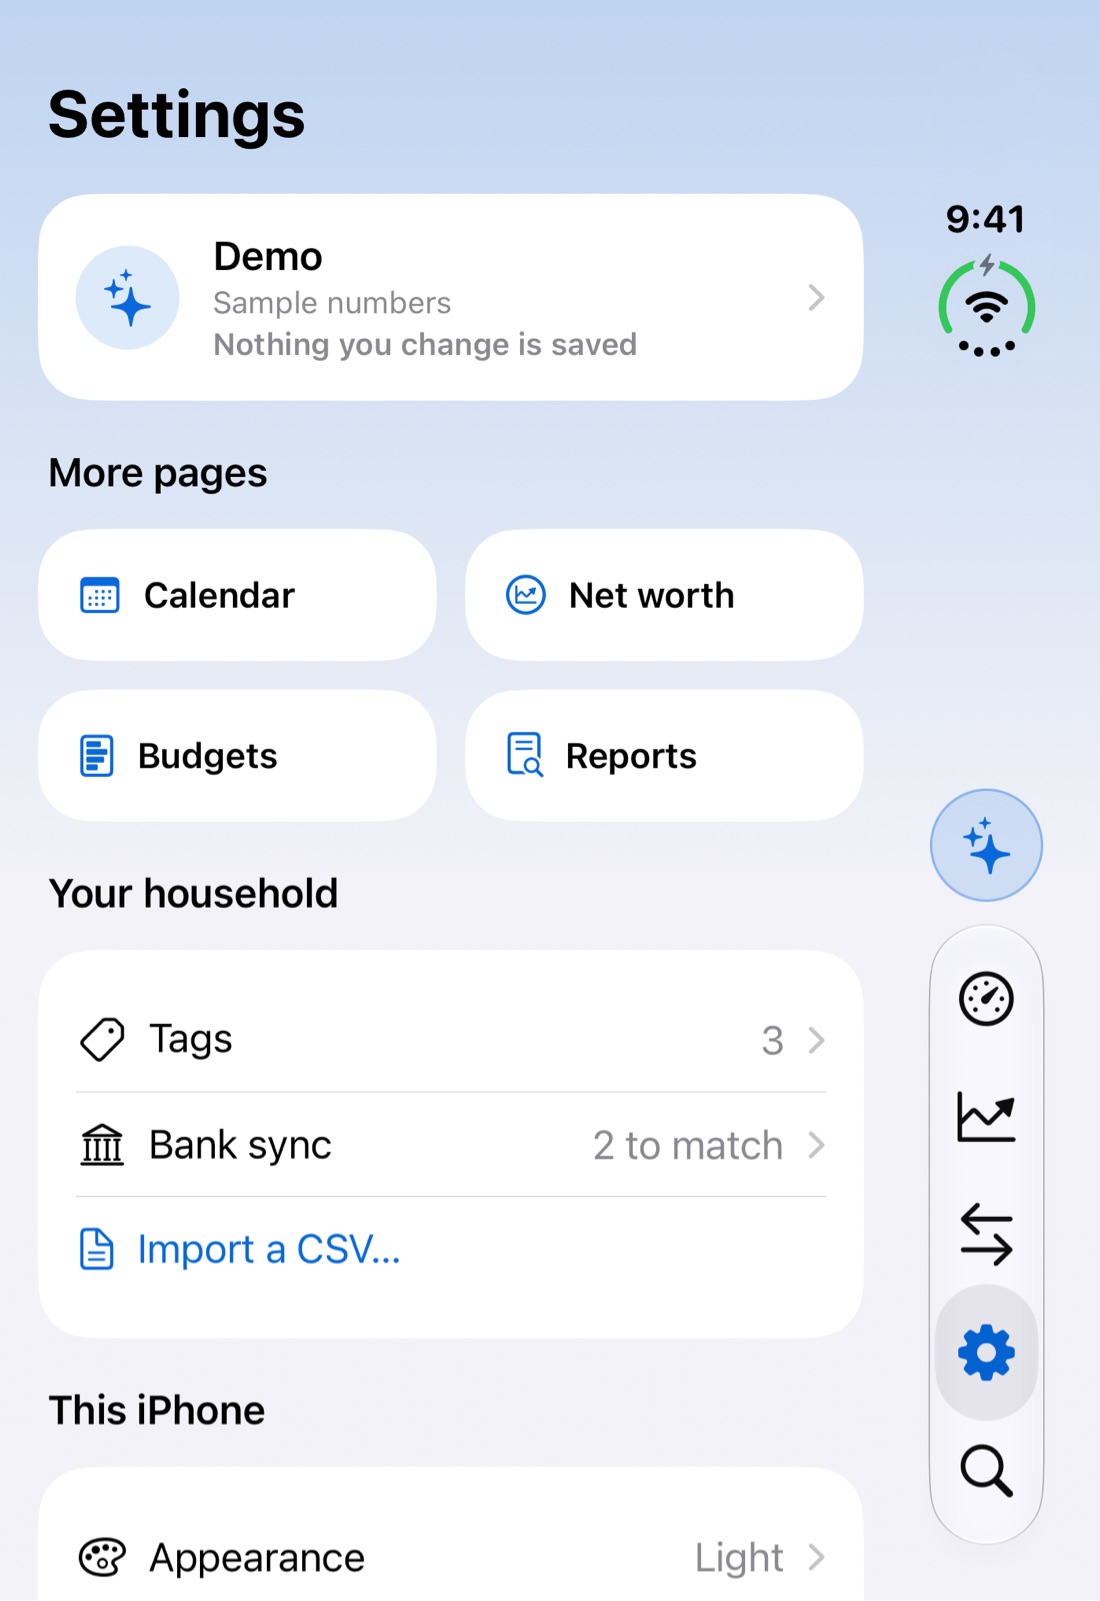 Settings
9:41
Demo
Sample numbers
Nothing you change is saved
More pages
Calendar
Net worth
Budgets
Reports
Your household
Tags
3
Bank sync
2 to match
Import a CSV...
This iPhone
Appearance
Light